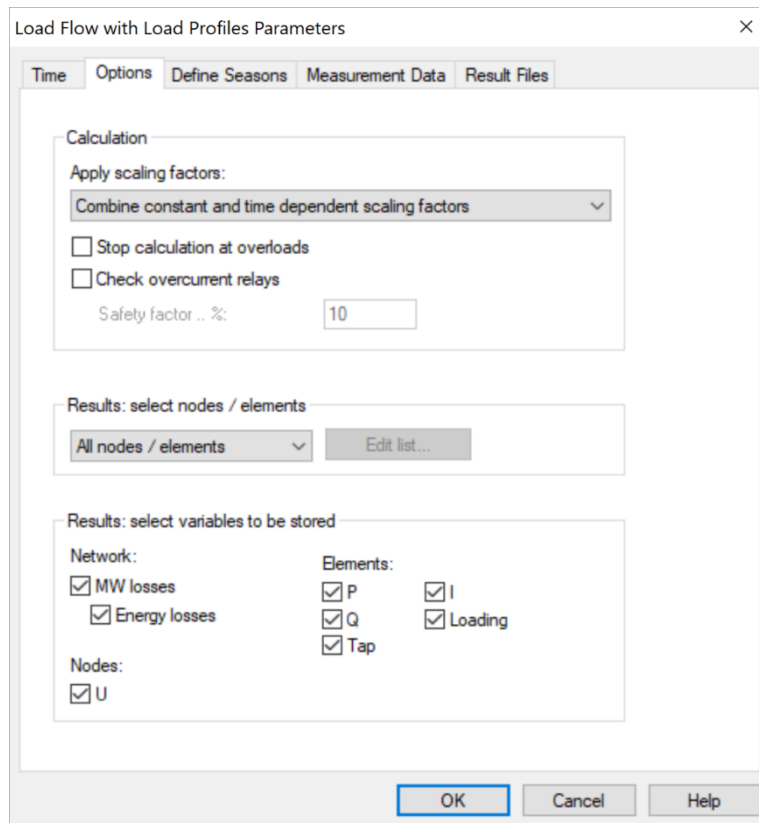 Load Flow with Load Profiles Parameters
Time Options Define Seasons Measurement Data Result Files
Calculation
Apply scaling factors:
Combine constant and time dependent scaling factors
Stop calculation at overloads
Check overcurrent relays
Safety factor .. %: 10
Results: select nodes / elements
All nodes / elements Edit list...
Results: select variables to be stored
Network:
MW losses
Energy losses
Nodes:
U
Elements:
P I
Q Loading
Tap
OK Cancel Help